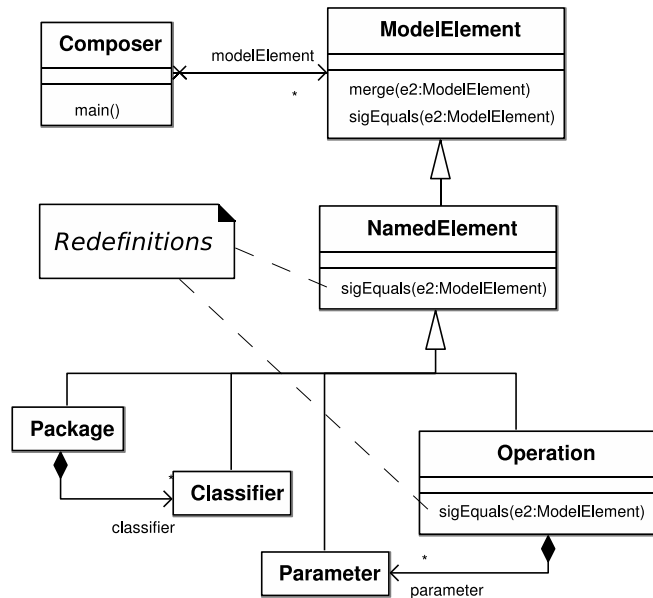 Composer
main()
modelElement
*
ModelElement
merge(e2:ModelElement)
sigEquals(e2:ModelElement)
Redefinitions
NamedElement
sigEquals(e2:ModelElement)
Package
*
Classifier
classifier
Operation
sigEquals(e2:ModelElement)
*
Parameter
parameter